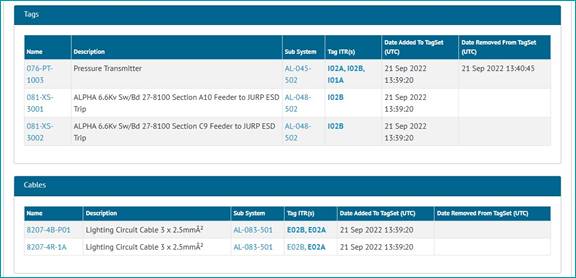 Tags
Name Description Sub System Tag ITR(s) Date Added To TagSet (UTC) Date Removed From TagSet (UTC)
076-PT-1003 Pressure Transmitter AL-045-502 I02A, I02B, I01A 21 Sep 2022 13:39:20 21 Sep 2022 13:40:45
081-XS-3001 ALPHA 6.6Kv Sw/Bd 27-8100 Section A10 Feeder to JURP ESD Trip AL-048-502 I02B 21 Sep 2022 13:39:20
081-XS-3002 ALPHA 6.6Kv Sw/Bd 27-8100 Section C9 Feeder to JURP ESD Trip AL-048-502 I02B 21 Sep 2022 13:39:20
Cables
Name Description Sub System Tag ITR(s) Date Added To TagSet (UTC) Date Removed From TagSet (UTC)
8207-4B-P01 Lighting Circuit Cable 3 x 2.5mmÂ² AL-083-501 E02B, E02A 21 Sep 2022 13:39:20
8207-4R-1A Lighting Circuit Cable 3 x 2.5mmÂ² AL-083-501 E02B, E02A 21 Sep 2022 13:39:20